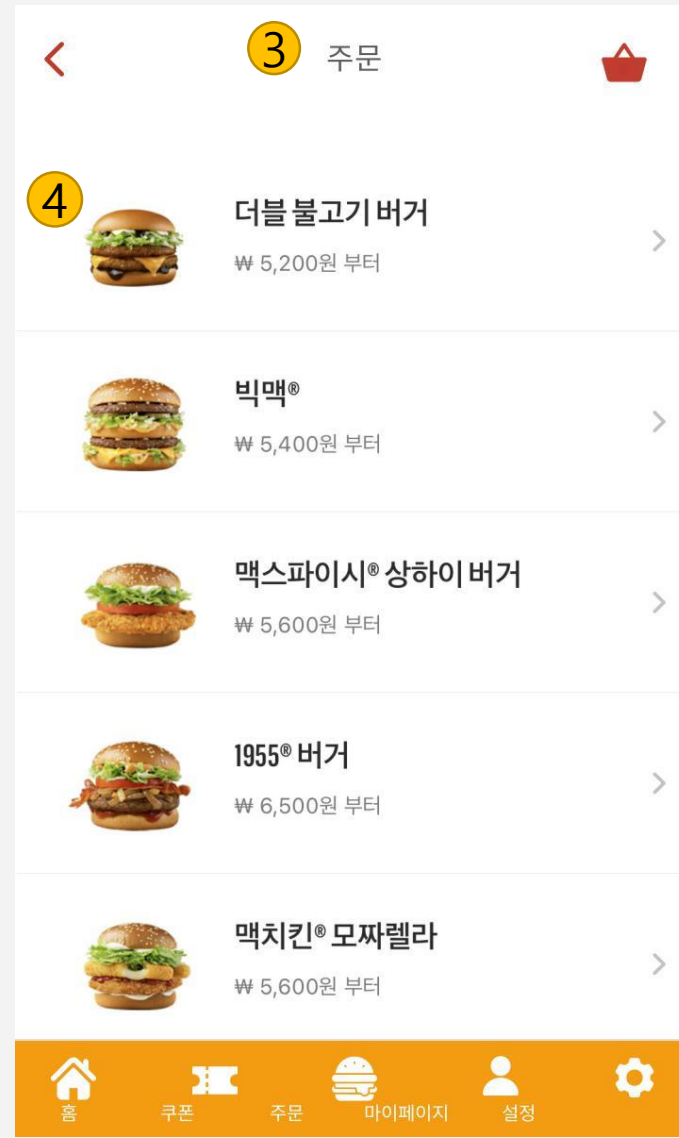 3 주문
4
더블 불고기 버거
₩ 5,200원 부터
빅맥®
₩ 5,400원 부터
맥스파이시® 상하이 버거
₩ 5,600원 부터
1955® 버거
₩ 6,500원 부터
맥치킨® 모짜렐라
₩ 5,600원 부터
홈 쿠폰 주문 마이페이지 설정